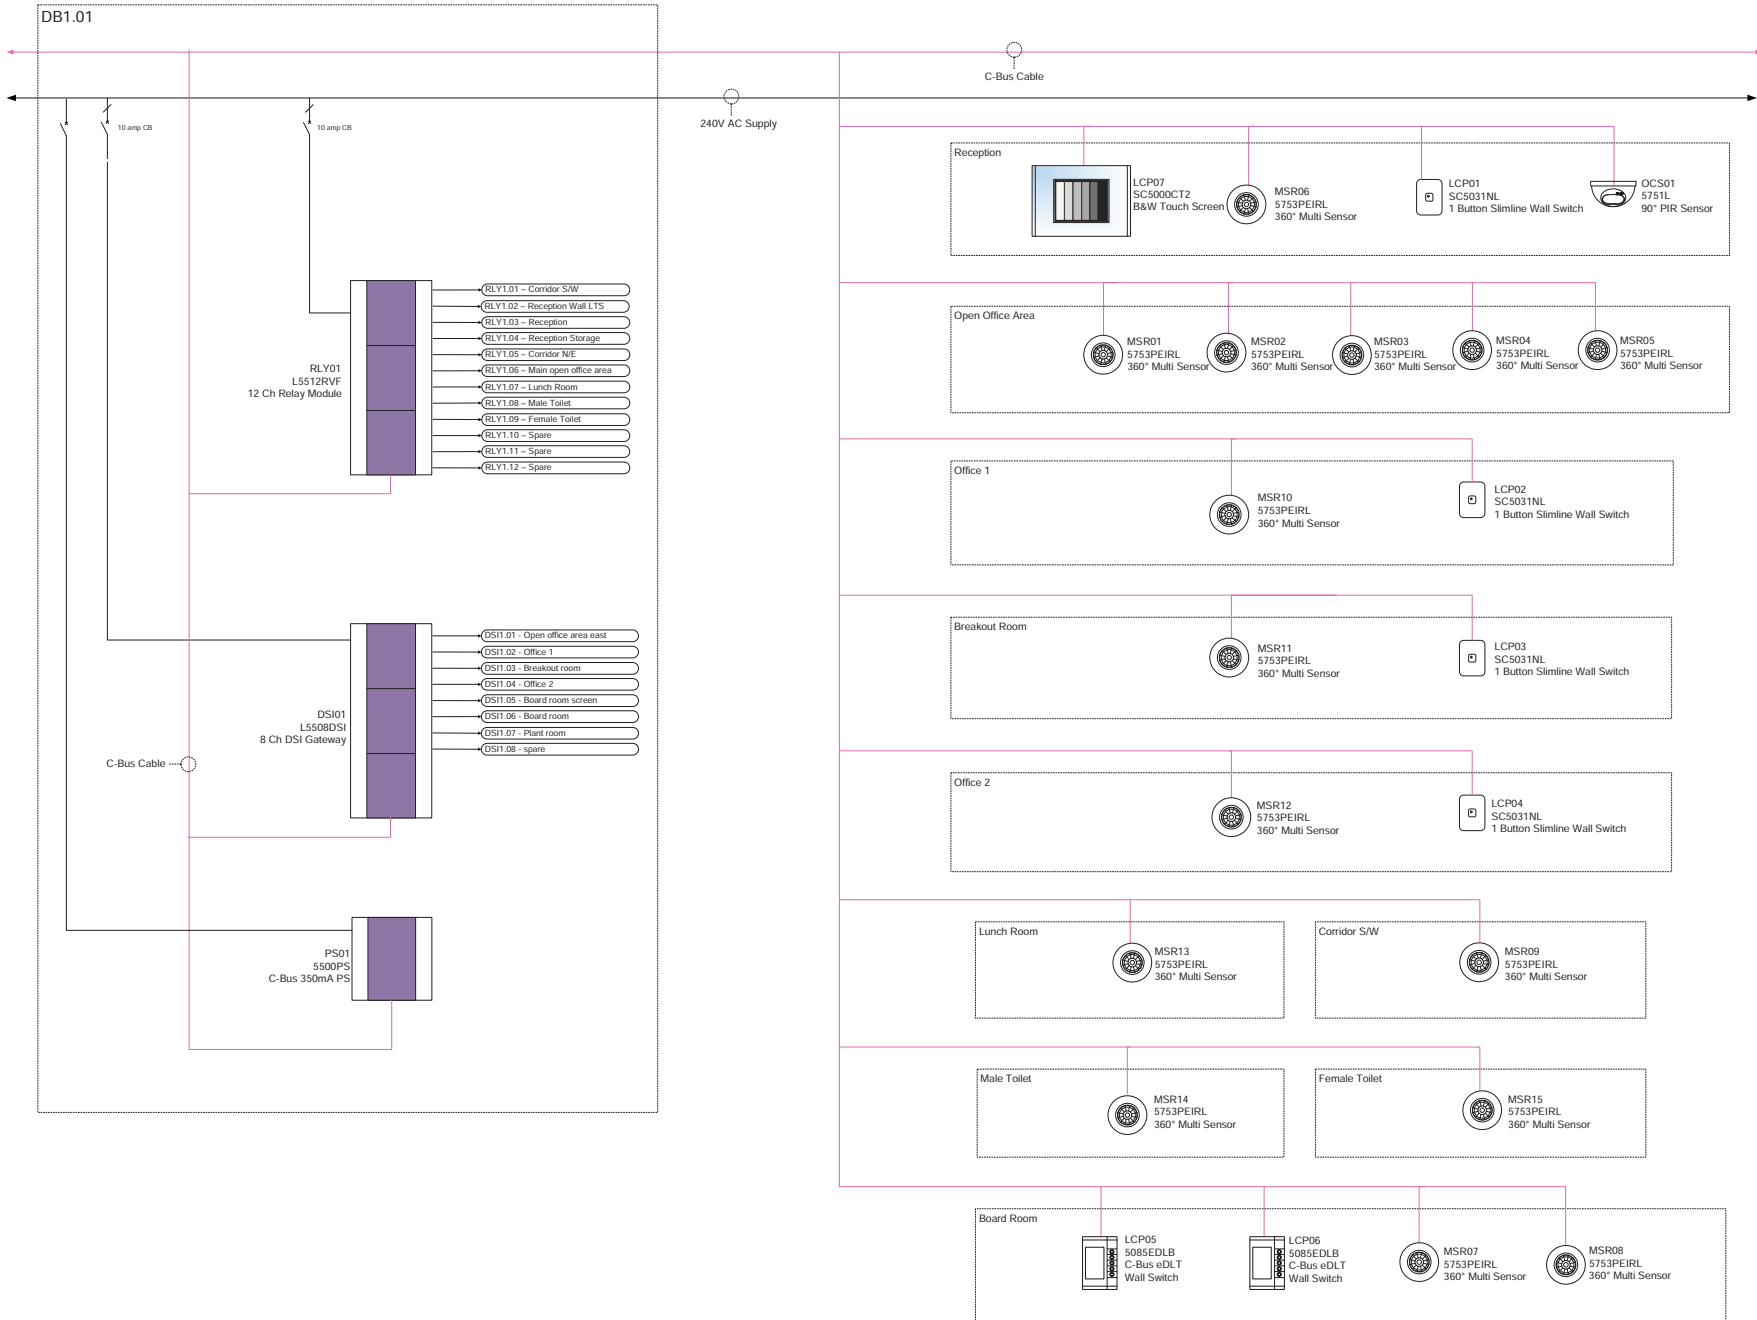 DB1.01
C-Bus Cable
240V AC Supply
10 amp CB
10 amp CB
RLY01
L5512RVF
12 Ch Relay Module
RLY1.01 – Corridor S/W
RLY1.02 – Reception Wall LTS
RLY1.03 – Reception
RLY1.04 – Reception Storage
RLY1.05 – Corridor N/E
RLY1.06 – Main open office area
RLY1.07 – Lunch Room
RLY1.08 – Male Toilet
RLY1.09 – Female Toilet
RLY1.10 – Spare
RLY1.11 – Spare
RLY1.12 – Spare
DSI01
L5508DSI
8 Ch DSI Gateway
DSI1.01 - Open office area east
DSI1.02 - Office 1
DSI1.03 - Breakout room
DSI1.04 - Office 2
DSI1.05 - Board room screen
DSI1.06 - Board room
DSI1.07 - Plant room
DSI1.08 - spare
C-Bus Cable
PS01
5500PS
C-Bus 350mA PS
Reception
LCP07
SC5000CT2
B&W Touch Screen
MSR06
5753PEIRL
360° Multi Sensor
LCP01
SC5031NL
1 Button Slimline Wall Switch
OCS01
5751L
90° PIR Sensor
Open Office Area
MSR01
5753PEIRL
360° Multi Sensor
MSR02
5753PEIRL
360° Multi Sensor
MSR03
5753PEIRL
360° Multi Sensor
MSR04
5753PEIRL
360° Multi Sensor
MSR05
5753PEIRL
360° Multi Sensor
Office 1
MSR10
5753PEIRL
360° Multi Sensor
LCP02
SC5031NL
1 Button Slimline Wall Switch
Breakout Room
MSR11
5753PEIRL
360° Multi Sensor
LCP03
SC5031NL
1 Button Slimline Wall Switch
Office 2
MSR12
5753PEIRL
360° Multi Sensor
LCP04
SC5031NL
1 Button Slimline Wall Switch
Lunch Room
MSR13
5753PEIRL
360° Multi Sensor
Corridor S/W
MSR09
5753PEIRL
360° Multi Sensor
Male Toilet
MSR14
5753PEIRL
360° Multi Sensor
Female Toilet
MSR15
5753PEIRL
360° Multi Sensor
Board Room
LCP05
5085EDLB
C-Bus eDLT
Wall Switch
LCP06
5085EDLB
C-Bus eDLT
Wall Switch
MSR07
5753PEIRL
360° Multi Sensor
MSR08
5753PEIRL
360° Multi Sensor